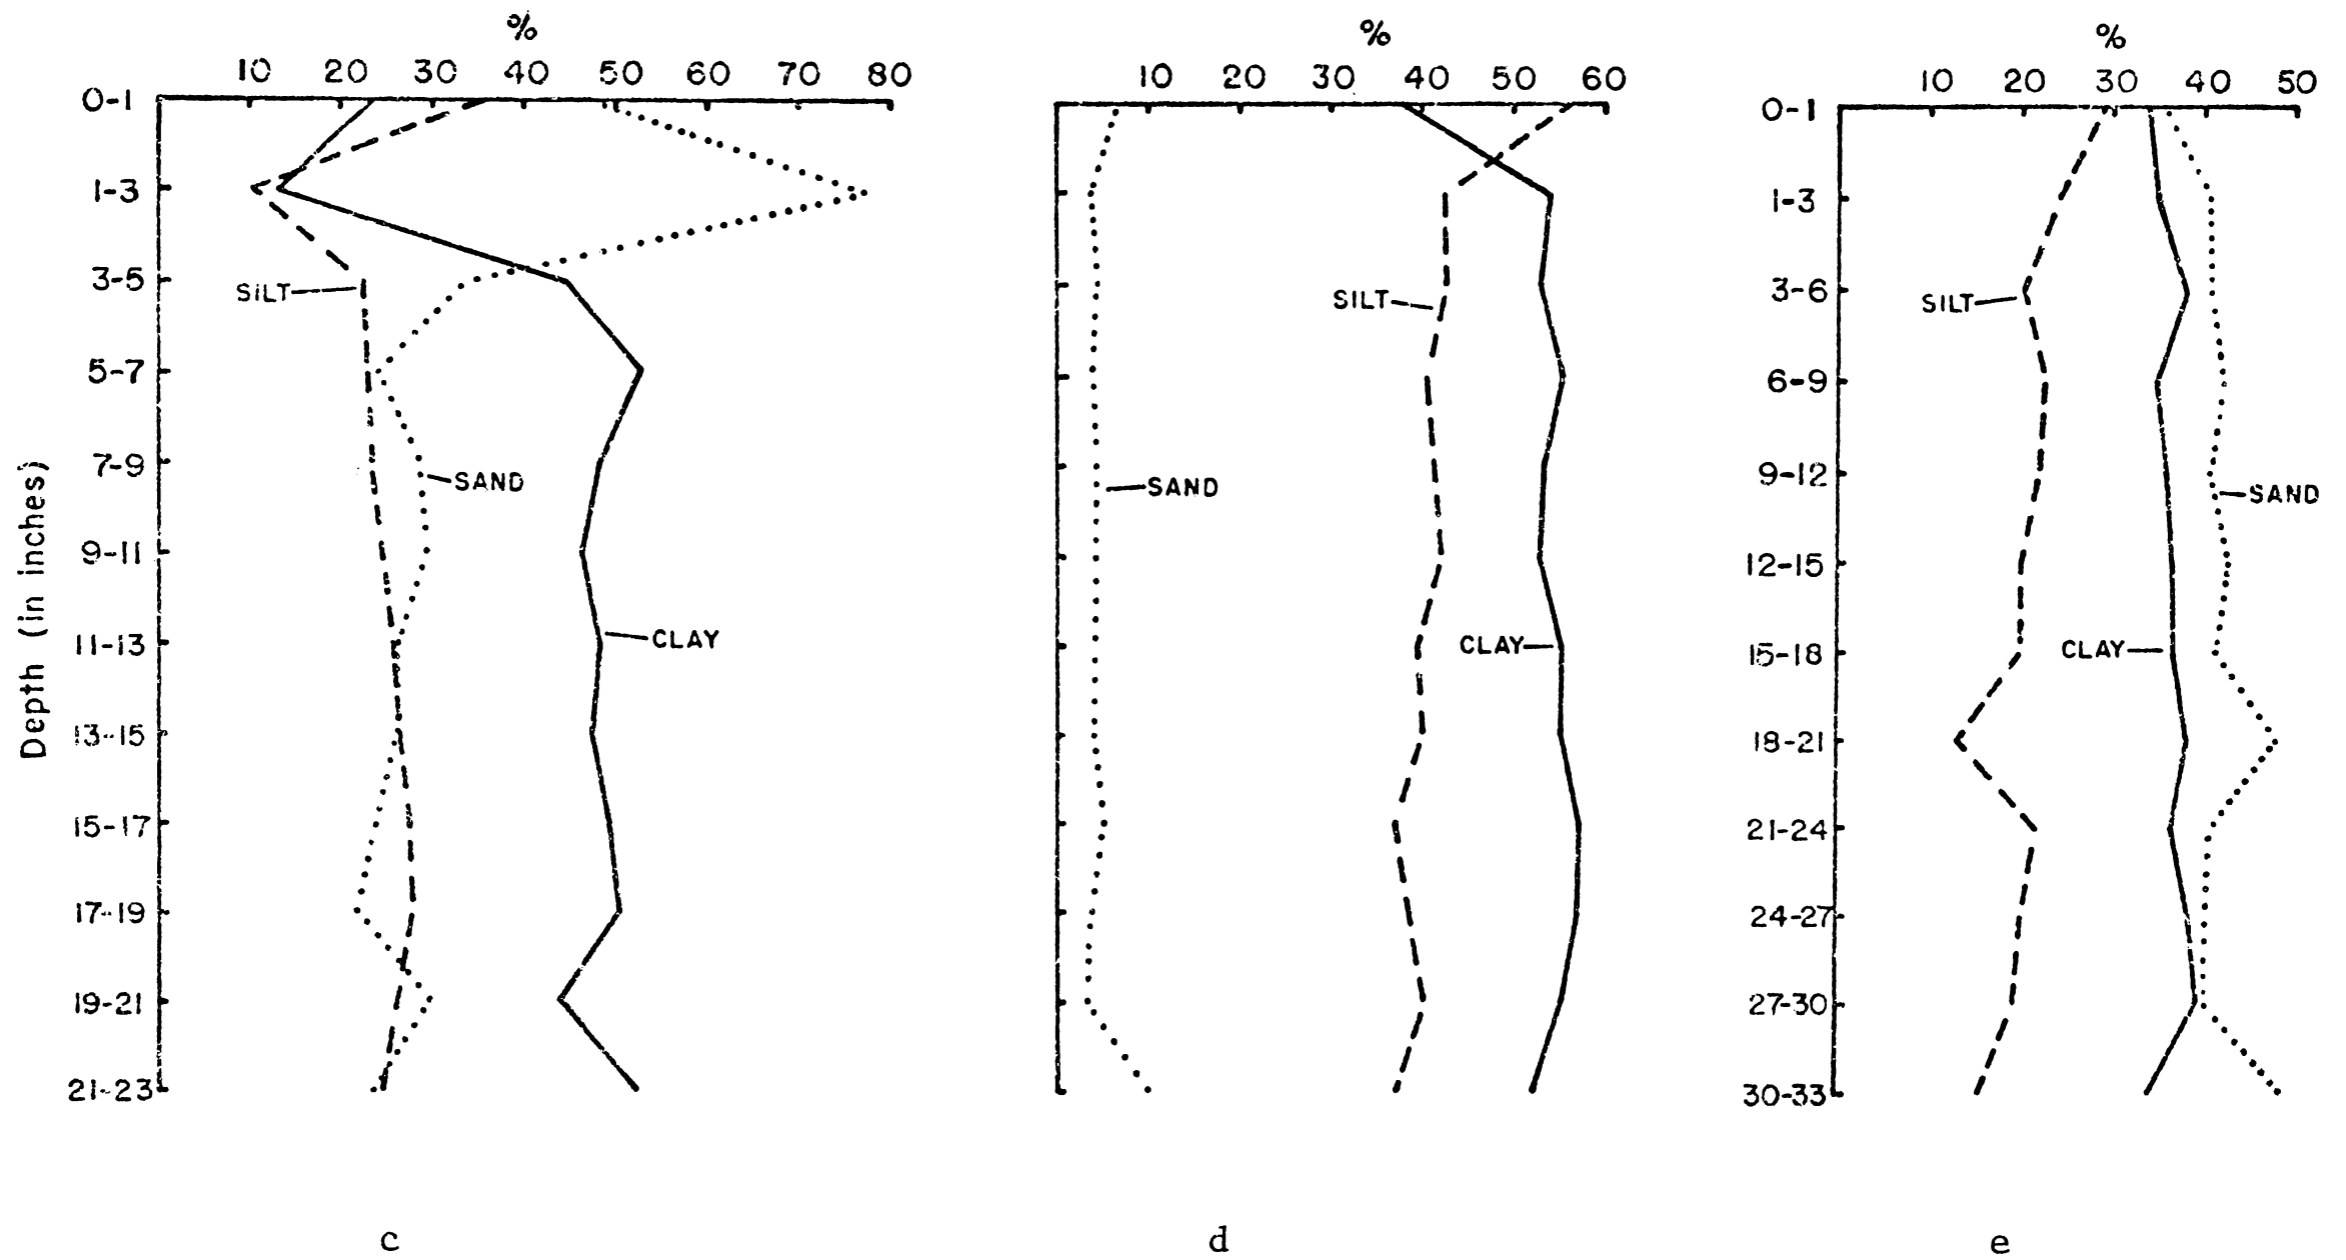 %
10 20 30 40 50 60 70 80
0-1
1-3
3-5
5-7
7-9
9-11
11-13
13-15
15-17
17-19
19-21
21-23
Depth (in inches)
SILT
SAND
CLAY
c
%
10 20 30 40 50 60
SILT
SAND
CLAY
d
%
10 20 30 40 50
0-1
1-3
3-6
6-9
9-12
12-15
15-18
18-21
21-24
24-27
27-30
30-33
SILT
SAND
CLAY
e